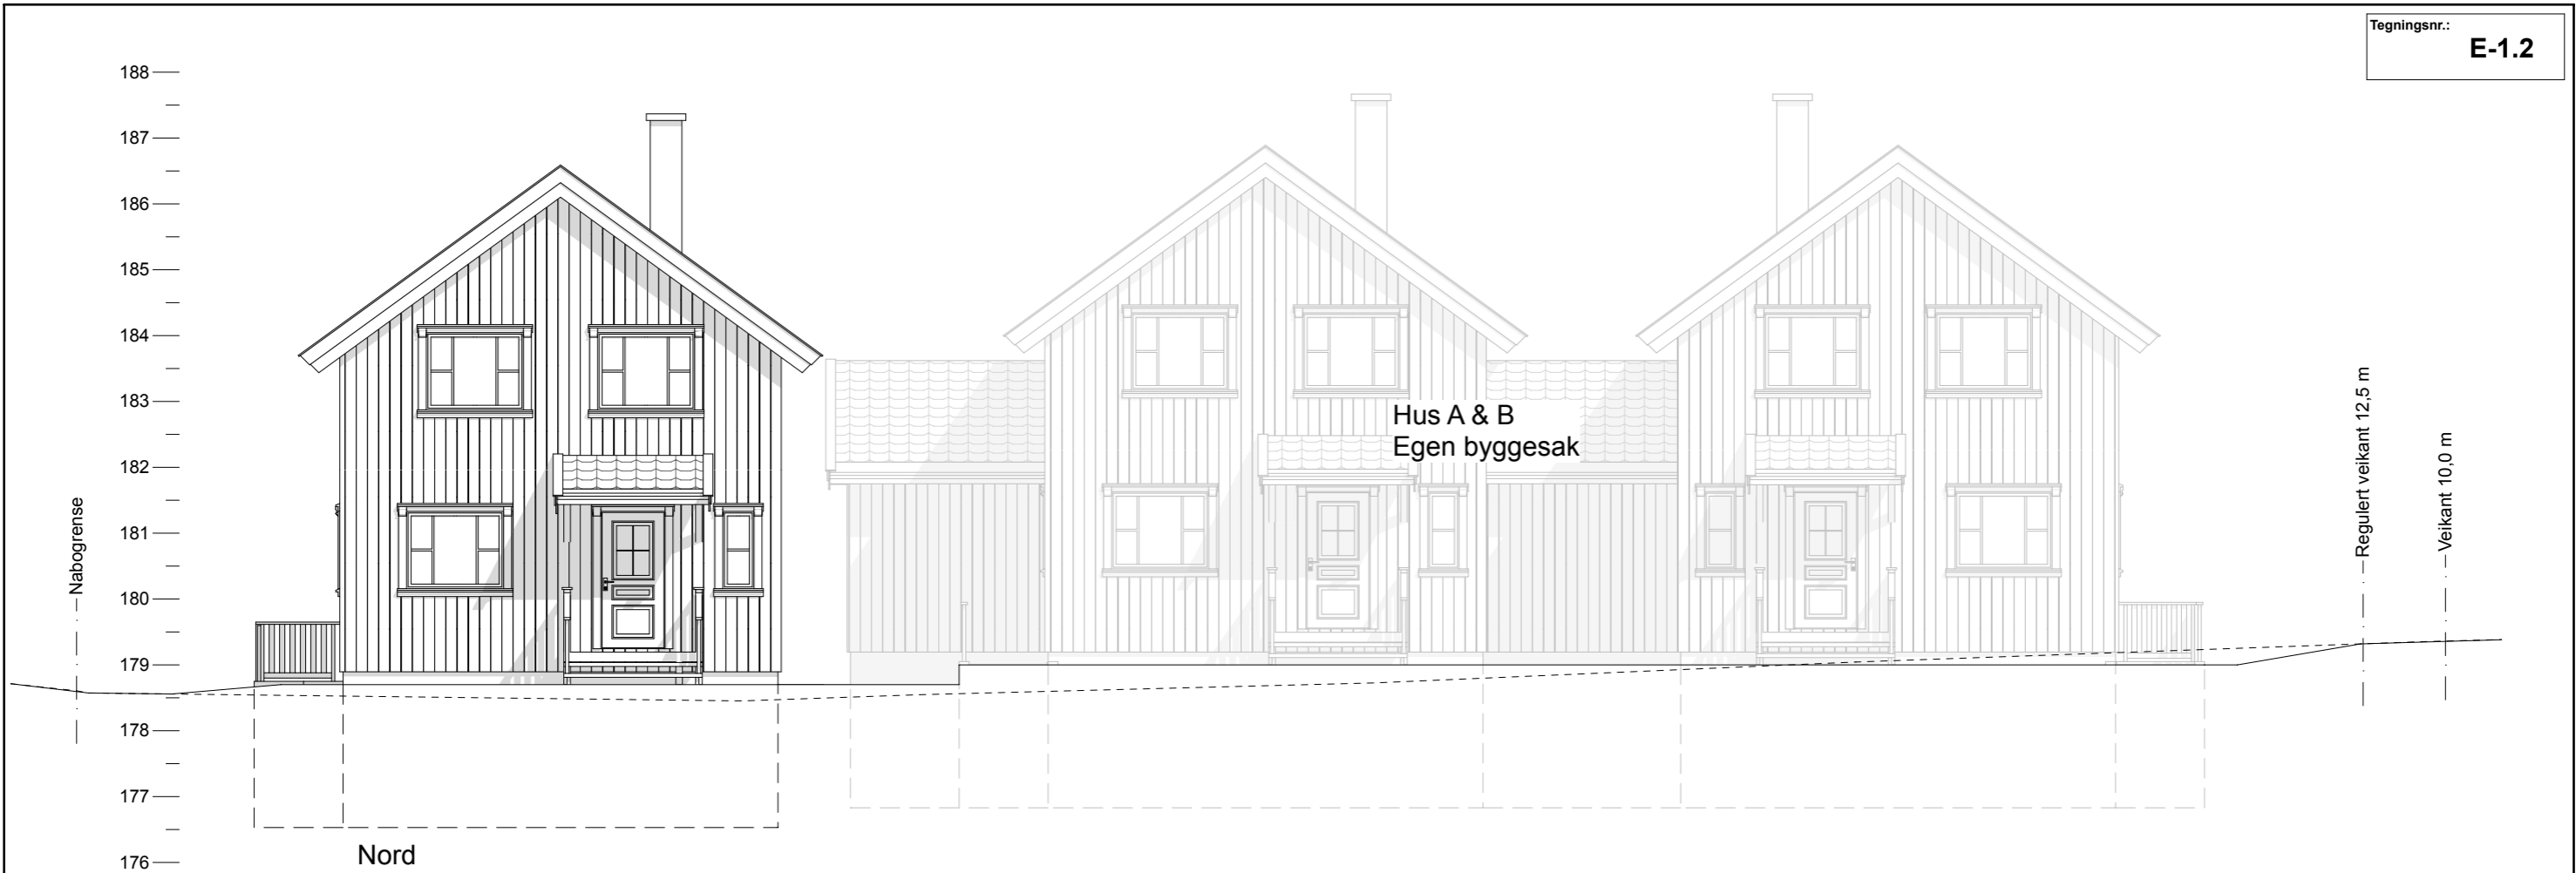 Tegningsnr.:
E-1.2
188
187
186
185
184
183
182
181
180
179
178
177
176
Nabogrense
Hus A & B
Egen byggesak
Regulert veikant 12,5 m
Veikant 10,0 m
Nord